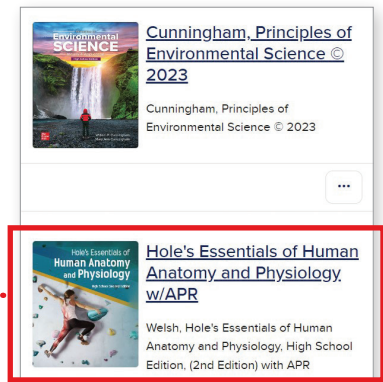 Environmental
SCIENCE
Cunningham, Principles of
Environmental Science ©
2023
Cunningham, Principles of
Environmental Science © 2023
...
Hole's Essentials of
Human Anatomy
and Physiology
Hole's Essentials of Human
Anatomy and Physiology
w/APR
Welsh, Hole's Essentials of Human
Anatomy and Physiology, High School
Edition, (2nd Edition) with APR